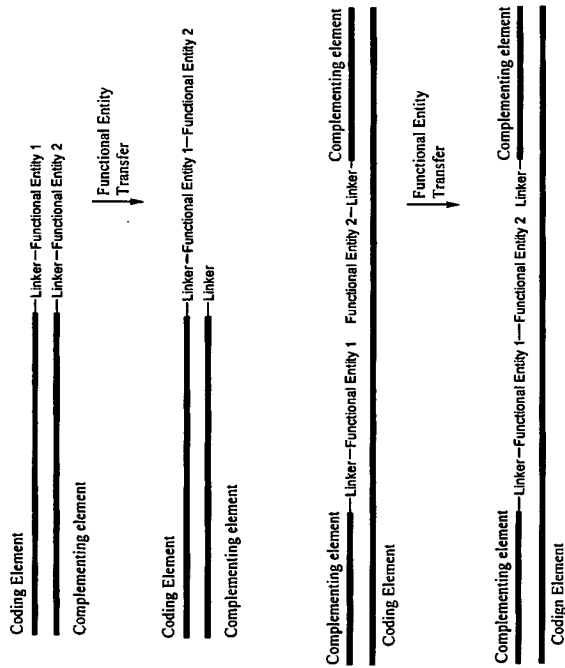 Coding Element
Linker–Functional Entity 1
Linker–Functional Entity 2
Complementing element
Functional Entity
Transfer
Coding Element
Linker–Functional Entity 1–Functional Entity 2
Linker
Complementing element
Complementing element
Linker–Functional Entity 1 Functional Entity 2–Linker
Complementing element
Coding Element
Functional Entity
Transfer
Complementing element
Linker–Functional Entity 1–Functional Entity 2 Linker
Complementing element
Codign Element